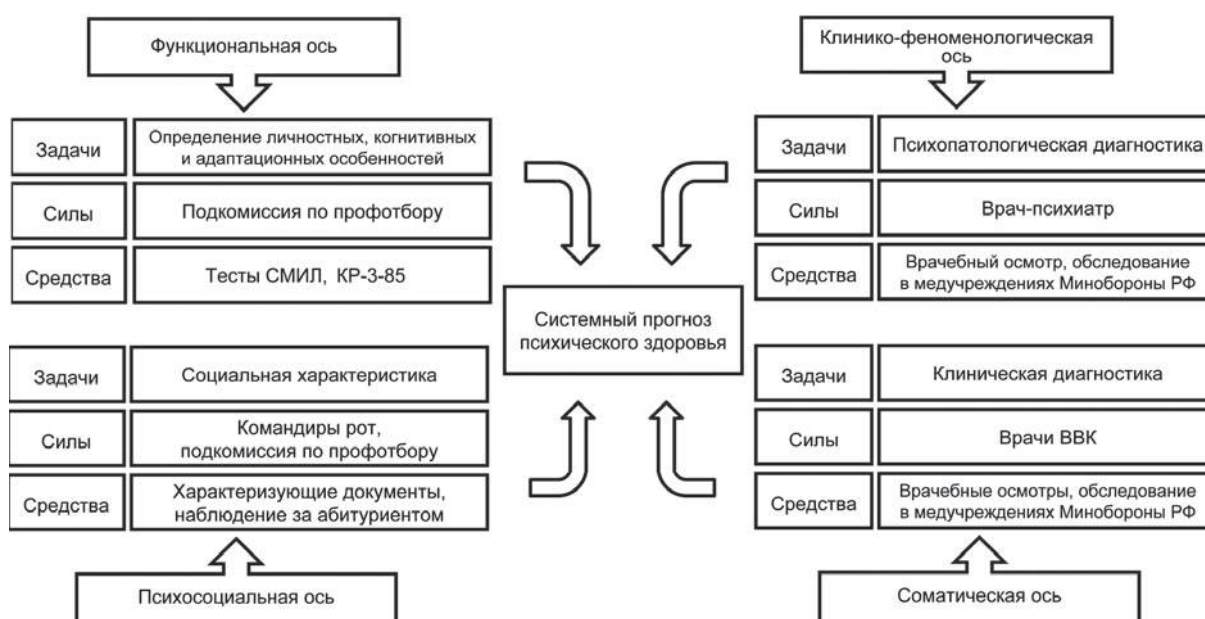 Функциональная ось
Задачи
Определение личностных, когнитивных
и адаптационных особенностей
Силы
Подкомиссия по профотбору
Средства
Тесты СМИЛ, КР-3-85
Клинико-феноменологическая
ось
Задачи
Психопатологическая диагностика
Силы
Врач-психиатр
Средства
Врачебный осмотр, обследование
в медучреждениях Минобороны РФ
Системный прогноз
психического здоровья
Задачи
Социальная характеристика
Силы
Командиры рот,
подкомиссия по профотбору
Средства
Характеризующие документы,
наблюдение за абитуриентом
Психосоциальная ось
Задачи
Клиническая диагностика
Силы
Врачи ВВК
Средства
Врачебные осмотры, обследование
в медучреждениях Минобороны РФ
Соматическая ось